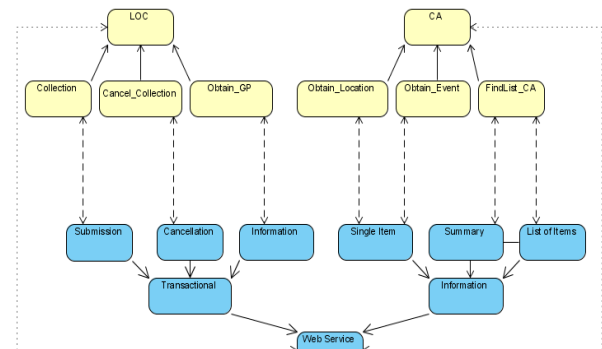 LOC
CA
Collection
Cancel_Collection
Obtain_GP
Obtain_Location
Obtain_Event
FindList_CA
Submission
Cancellation
Information
Single Item
Summary
List of Items
Transactional
Information
Web Service